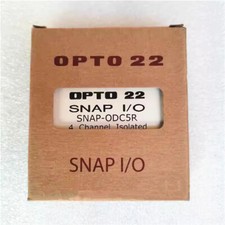 OPTO 22
OPTO 22
SNAP I/O
SNAP-ODC5R
4 Channel Isolated
SNAP I/O